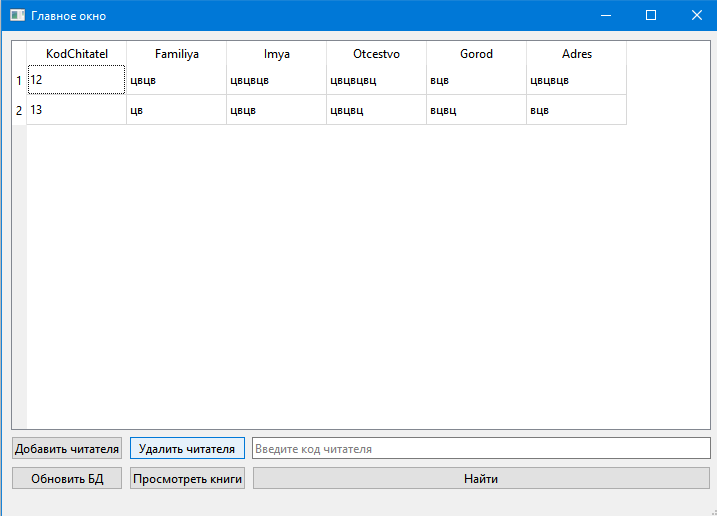 Главное окно
KodChitatel Familiya Imya Otcestvo Gorod Adres
1 12 цвцв цвцвцв цвцвцвц вцв цвцвцв
2 13 цв цвцв цвцвц вцвц вцв
Добавить читателя Удалить читателя Введите код читателя
Обновить БД Просмотреть книги Найти